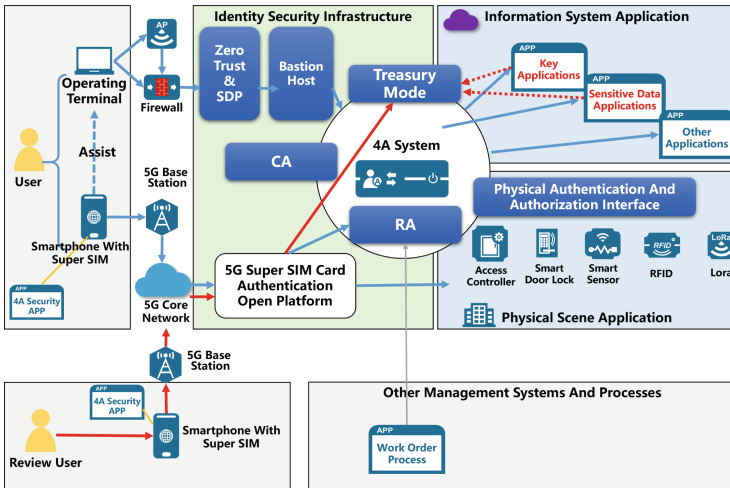 Identity Security Infrastructure
Information System Application
AP
Operating
Terminal
Firewall
Zero
Trust
&
SDP
Bastion
Host
Treasury
Mode
APP
Key
Applications
APP
Sensitive Data
Applications
APP
Other
Applications
Assist
User
5G Base
Station
CA
4A System
A
Physical Authentication And
Authorization Interface
RA
Smartphone With
Super SIM
APP
4A Security
APP
5G Core
Network
5G Super SIM Card
Authentication
Open Platform
RFID
LoRa
Access
Controller
Smart
Door Lock
Smart
Sensor
RFID
Lora
Physical Scene Application
5G Base
Station
APP
4A Security
APP
Smartphone With
Super SIM
Review User
Other Management Systems And Processes
APP
Work Order
Process